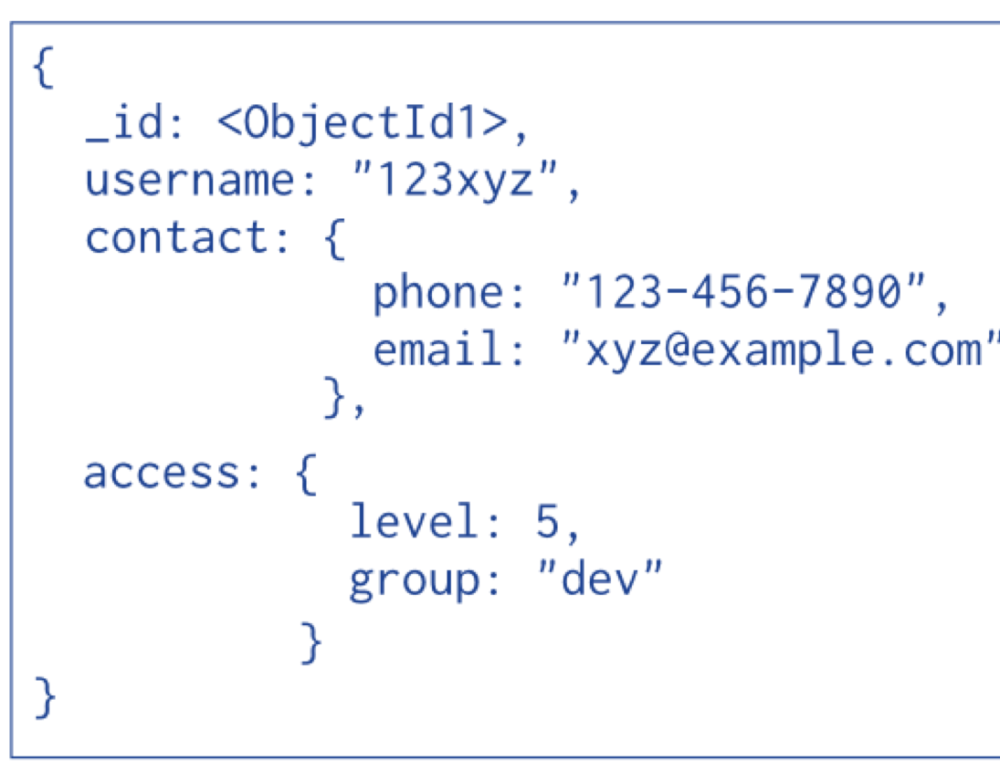 {
_id: <ObjectId1>,
username: "123xyz",
contact: {
phone: "123-456-7890",
email: "xyz@example.com"
},
access: {
level: 5,
group: "dev"
}
}